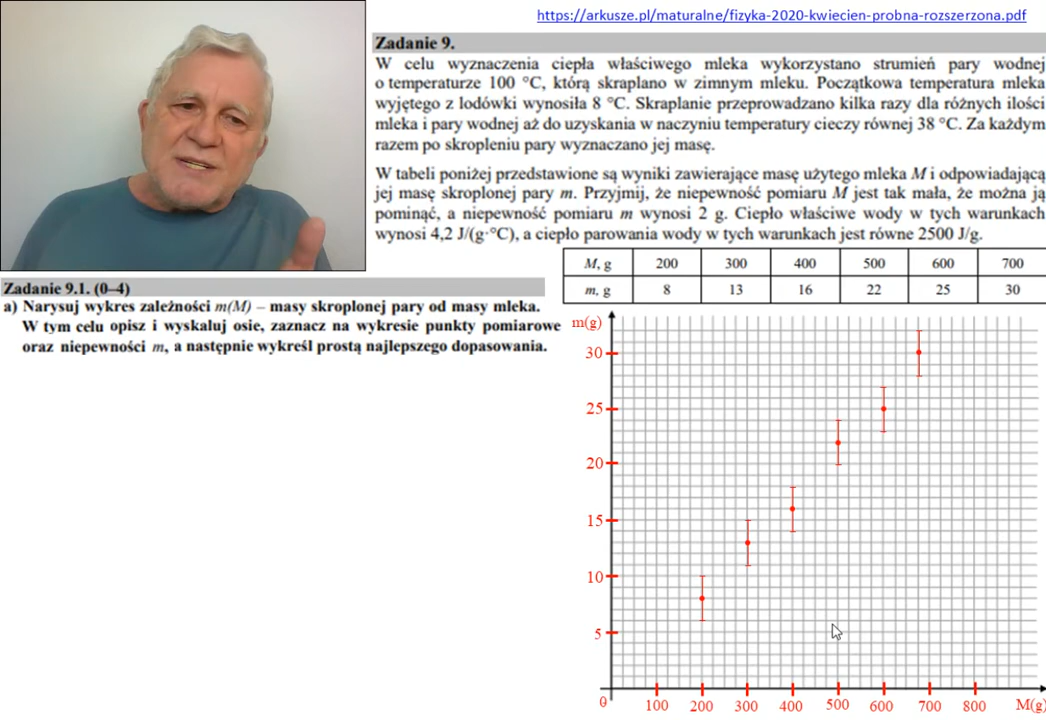 https://arkusze.pl/maturalne/fizyka-2020-kwiecien-probna-rozszerzona.pdf
Zadanie 9.
W celu wyznaczenia ciepła właściwego mleka wykorzystano strumień pary wodnej
o temperaturze 100 °C, którą skraplano w zimnym mleku. Początkowa temperatura mleka
wyjętego z lodówki wynosiła 8 °C. Skraplanie przeprowadzano kilka razy dla różnych ilości
mleka i pary wodnej aż do uzyskania w naczyniu temperatury cieczy równej 38 °C. Za każdym
razem po skropleniu pary wyznaczano jej masę.
W tabeli poniżej przedstawione są wyniki zawierające masę użytego mleka M i odpowiadającą
jej masę skroplonej pary m. Przyjmij, że niepewność pomiaru M jest tak mała, że można ją
pominąć, a niepewność pomiaru m wynosi 2 g. Ciepło właściwe wody w tych warunkach
wynosi 4,2 J/(g·°C), a ciepło parowania wody w tych warunkach jest równe 2500 J/g.
M, g 200 300 400 500 600 700
m, g 8 13 16 22 25 30
Zadanie 9.1. (0–4)
a) Narysuj wykres zależności m(M) – masy skroplonej pary od masy mleka.
W tym celu opisz i wyskaluj osie, zaznacz na wykresie punkty pomiarowe
oraz niepewności m, a następnie wykreśl prostą najlepszego dopasowania.
m(g)
30
25
20
15
10
5
0 100 200 300 400 500 600 700 800 M(g)